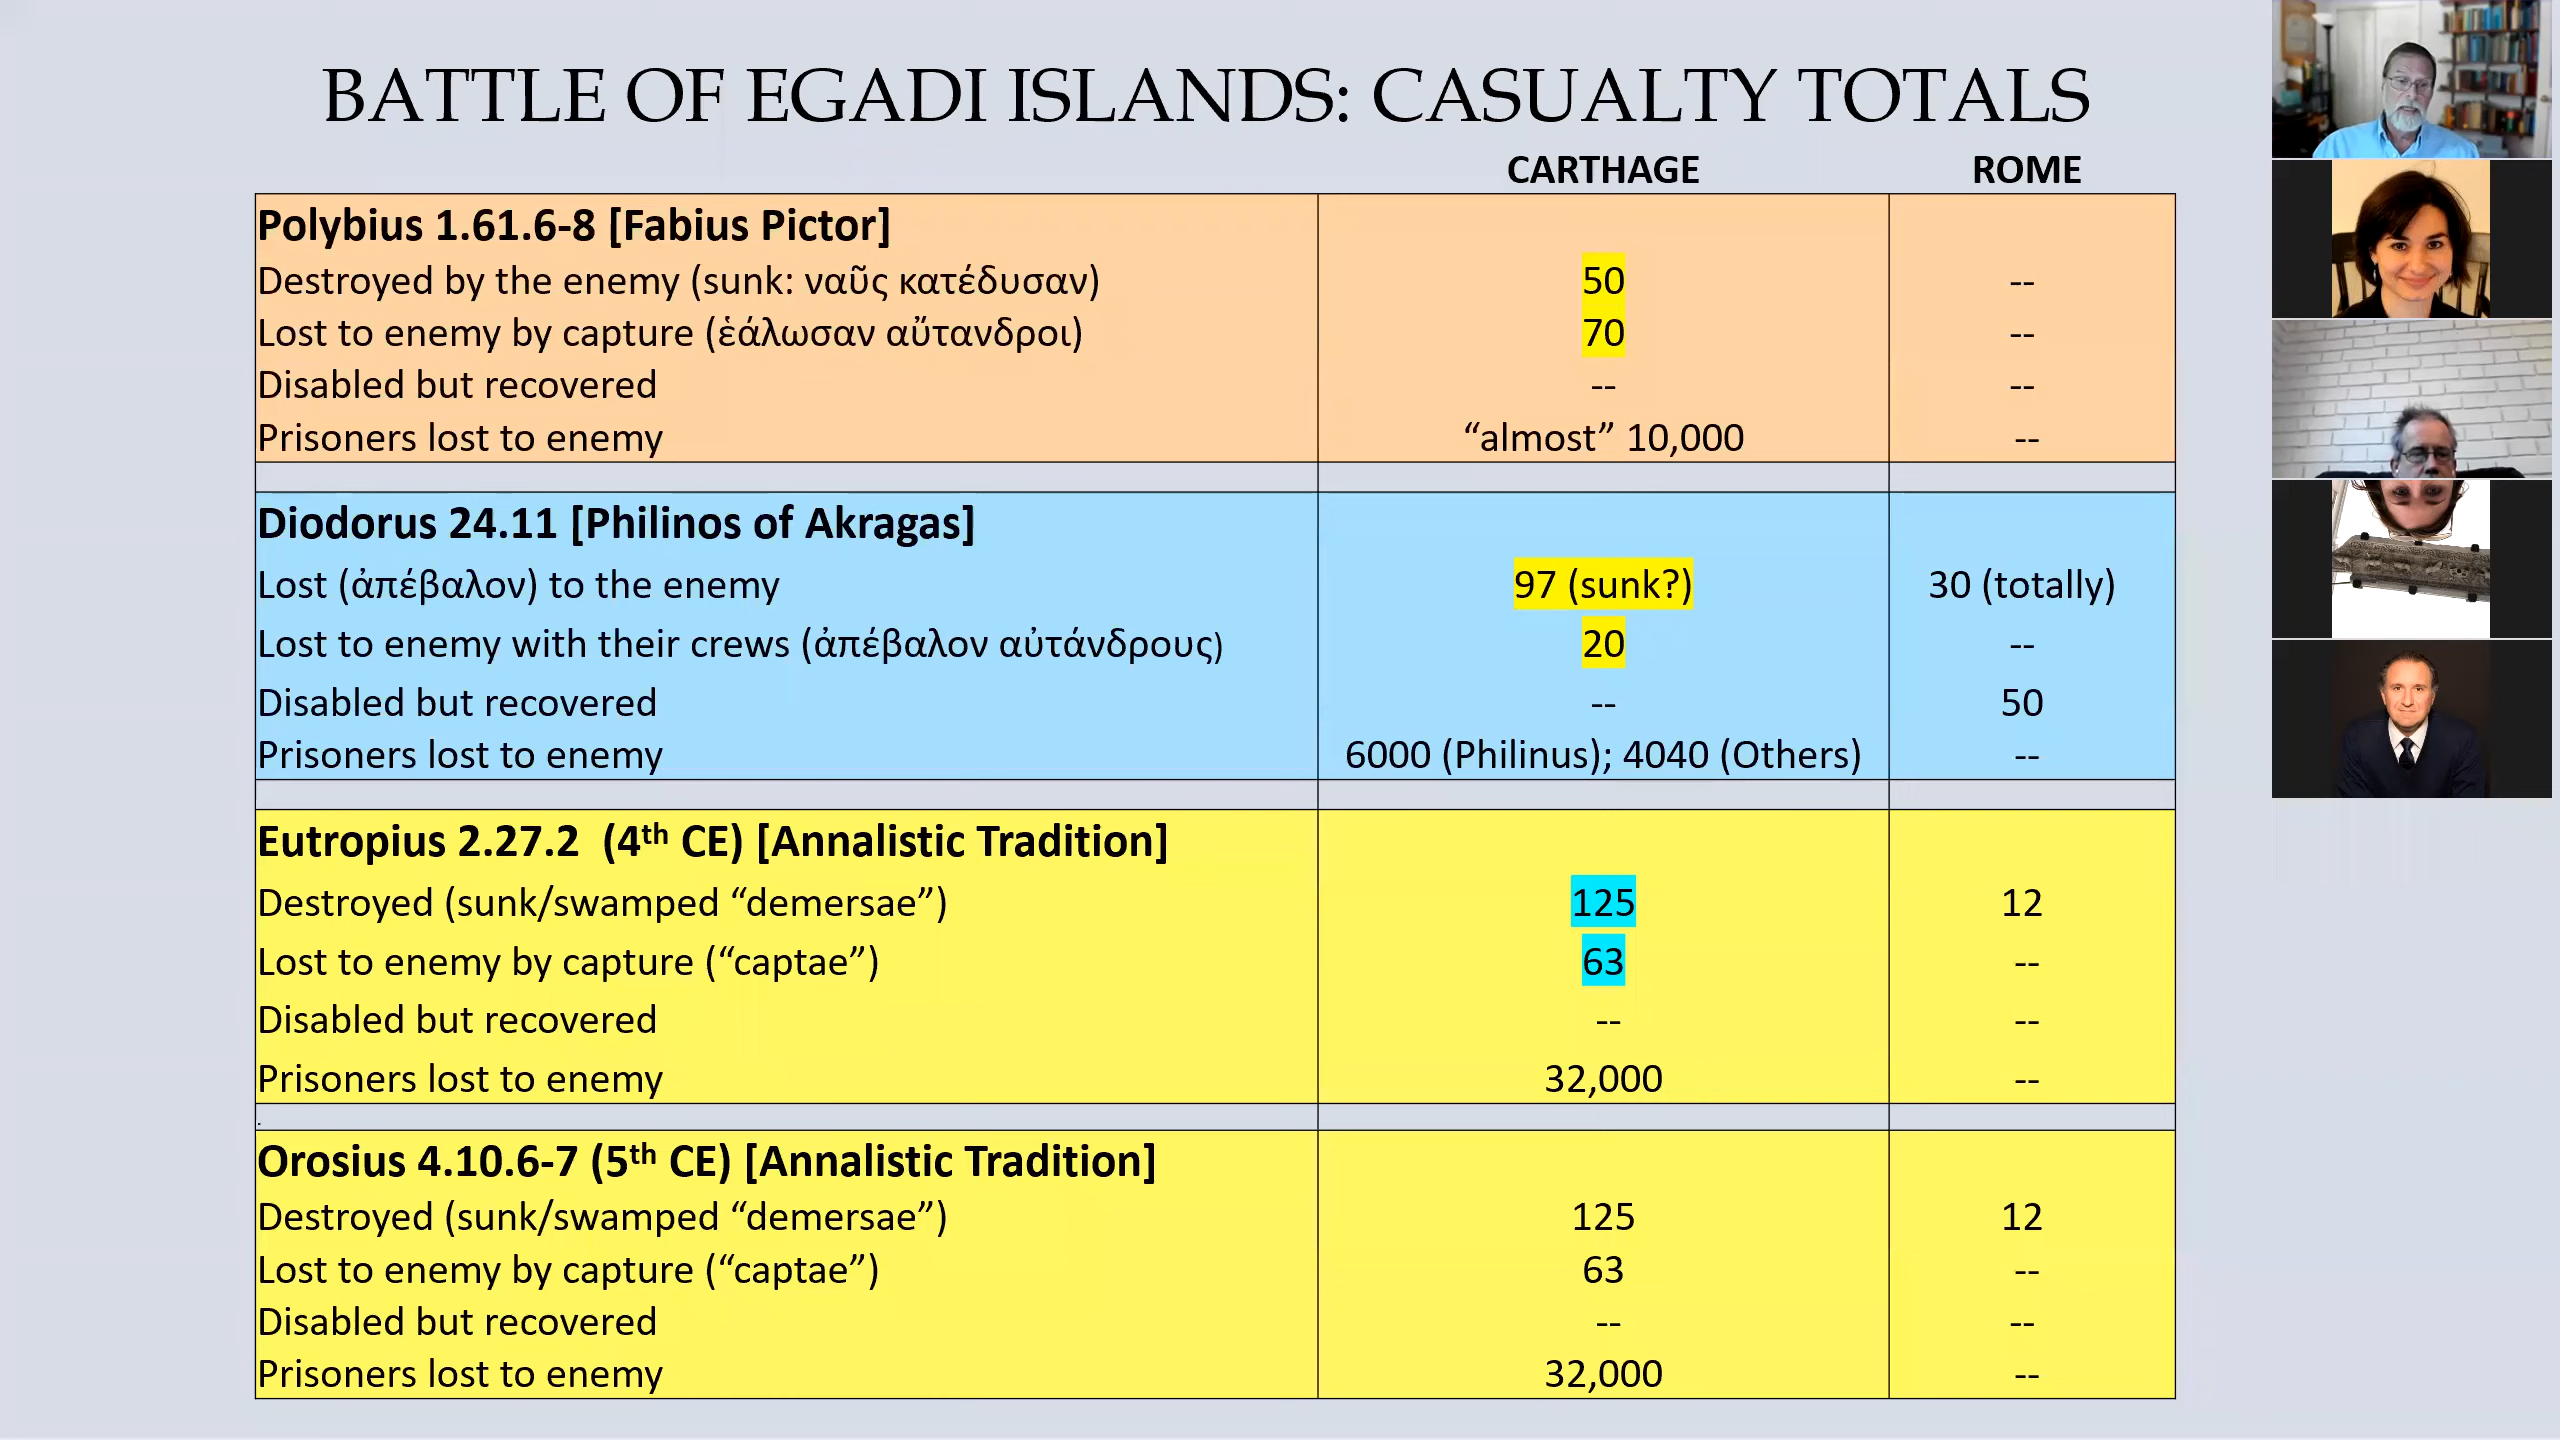 BATTLE OF EGADI ISLANDS: CASUALTY TOTALS
CARTHAGE ROME
Polybius 1.61.6-8 [Fabius Pictor]
Destroyed by the enemy (sunk: ναῦς κατέδυσαν) 50 --
Lost to enemy by capture (ἑάλωσαν αὔτανδροι) 70 --
Disabled but recovered -- --
Prisoners lost to enemy “almost” 10,000 --
Diodorus 24.11 [Philinos of Akragas]
Lost (ἀπέβαλον) to the enemy 97 (sunk?) 30 (totally)
Lost to enemy with their crews (ἀπέβαλον αὐτάνδρους) 20 --
Disabled but recovered -- 50
Prisoners lost to enemy 6000 (Philinus); 4040 (Others) --
Eutropius 2.27.2 (4th CE) [Annalistic Tradition]
Destroyed (sunk/swamped “demersae”) 125 12
Lost to enemy by capture (“captae”) 63 --
Disabled but recovered -- --
Prisoners lost to enemy 32,000 --
.
Orosius 4.10.6-7 (5th CE) [Annalistic Tradition]
Destroyed (sunk/swamped “demersae”) 125 12
Lost to enemy by capture (“captae”) 63 --
Disabled but recovered -- --
Prisoners lost to enemy 32,000 --